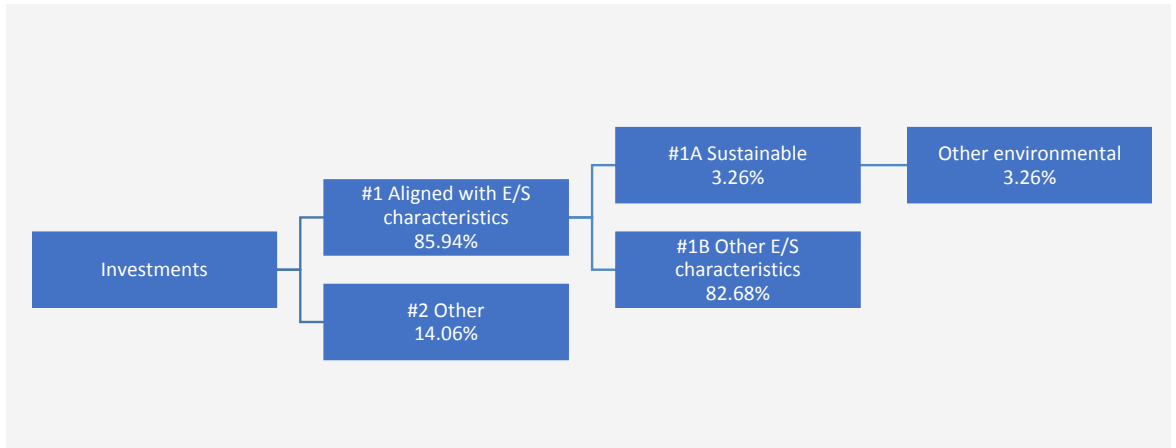 Investments
#1 Aligned with E/S
characteristics
85.94%
#2 Other
14.06%
#1A Sustainable
3.26%
#1B Other E/S
characteristics
82.68%
Other environmental
3.26%